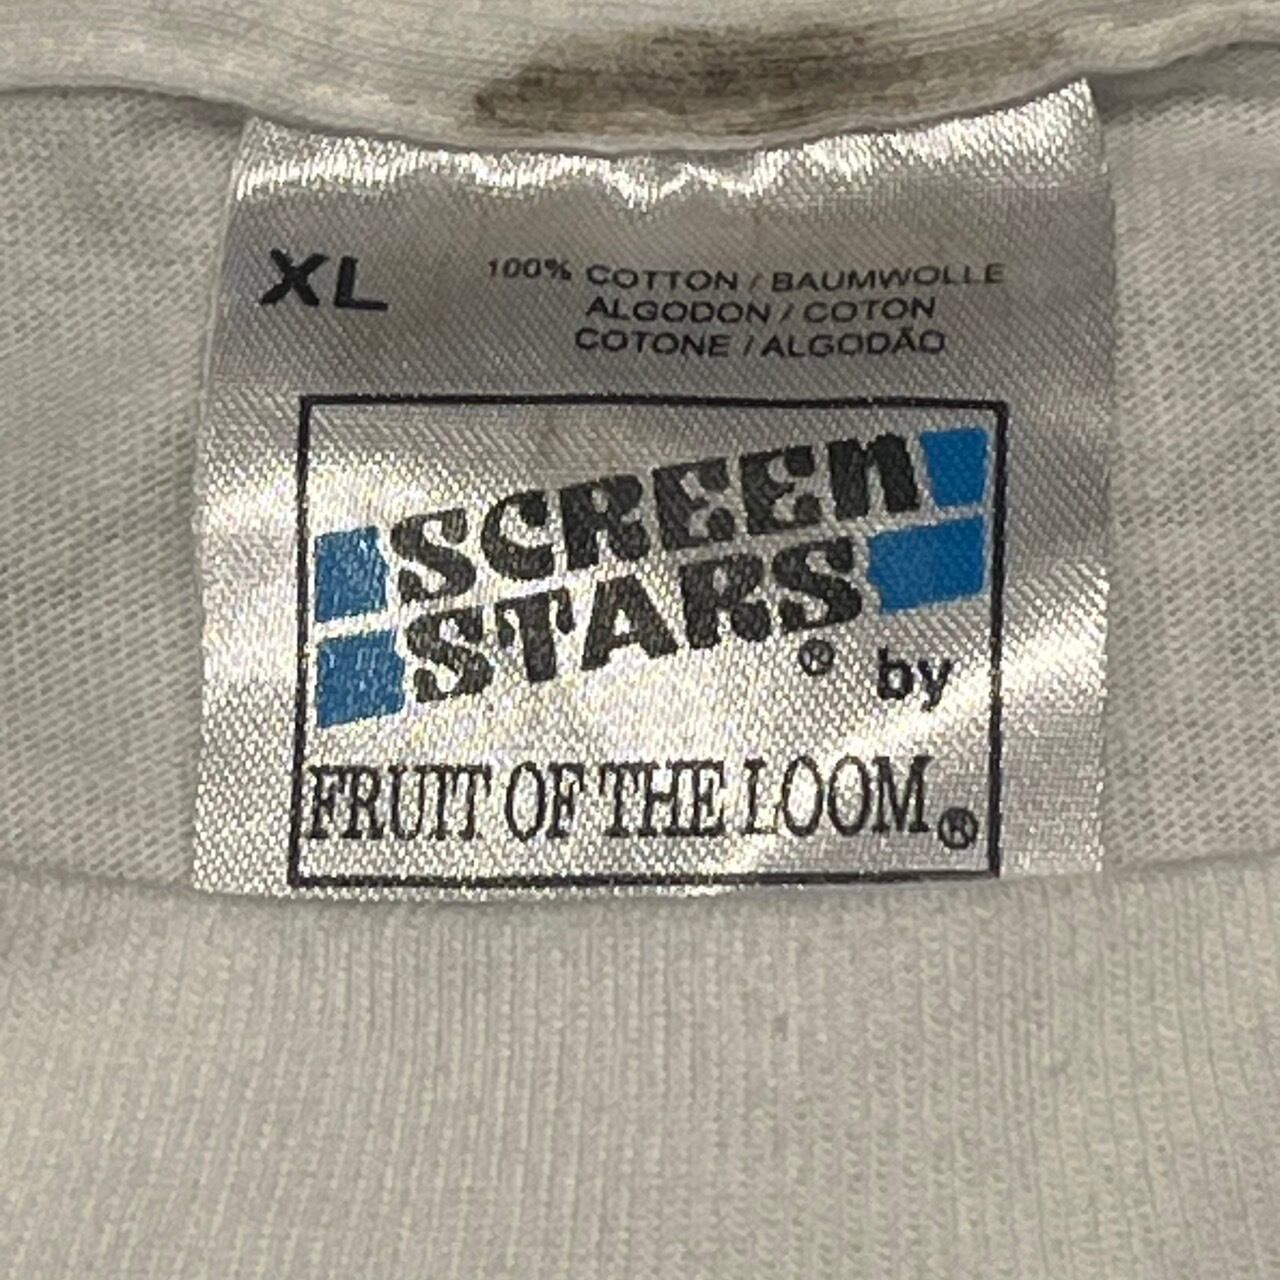 XL
100% COTTON / BAUMWOLLE
ALGODON / COTON
COTONE / ALGODÃO
SCREEN
STARS
® by
FRUIT OF THE LOOM®